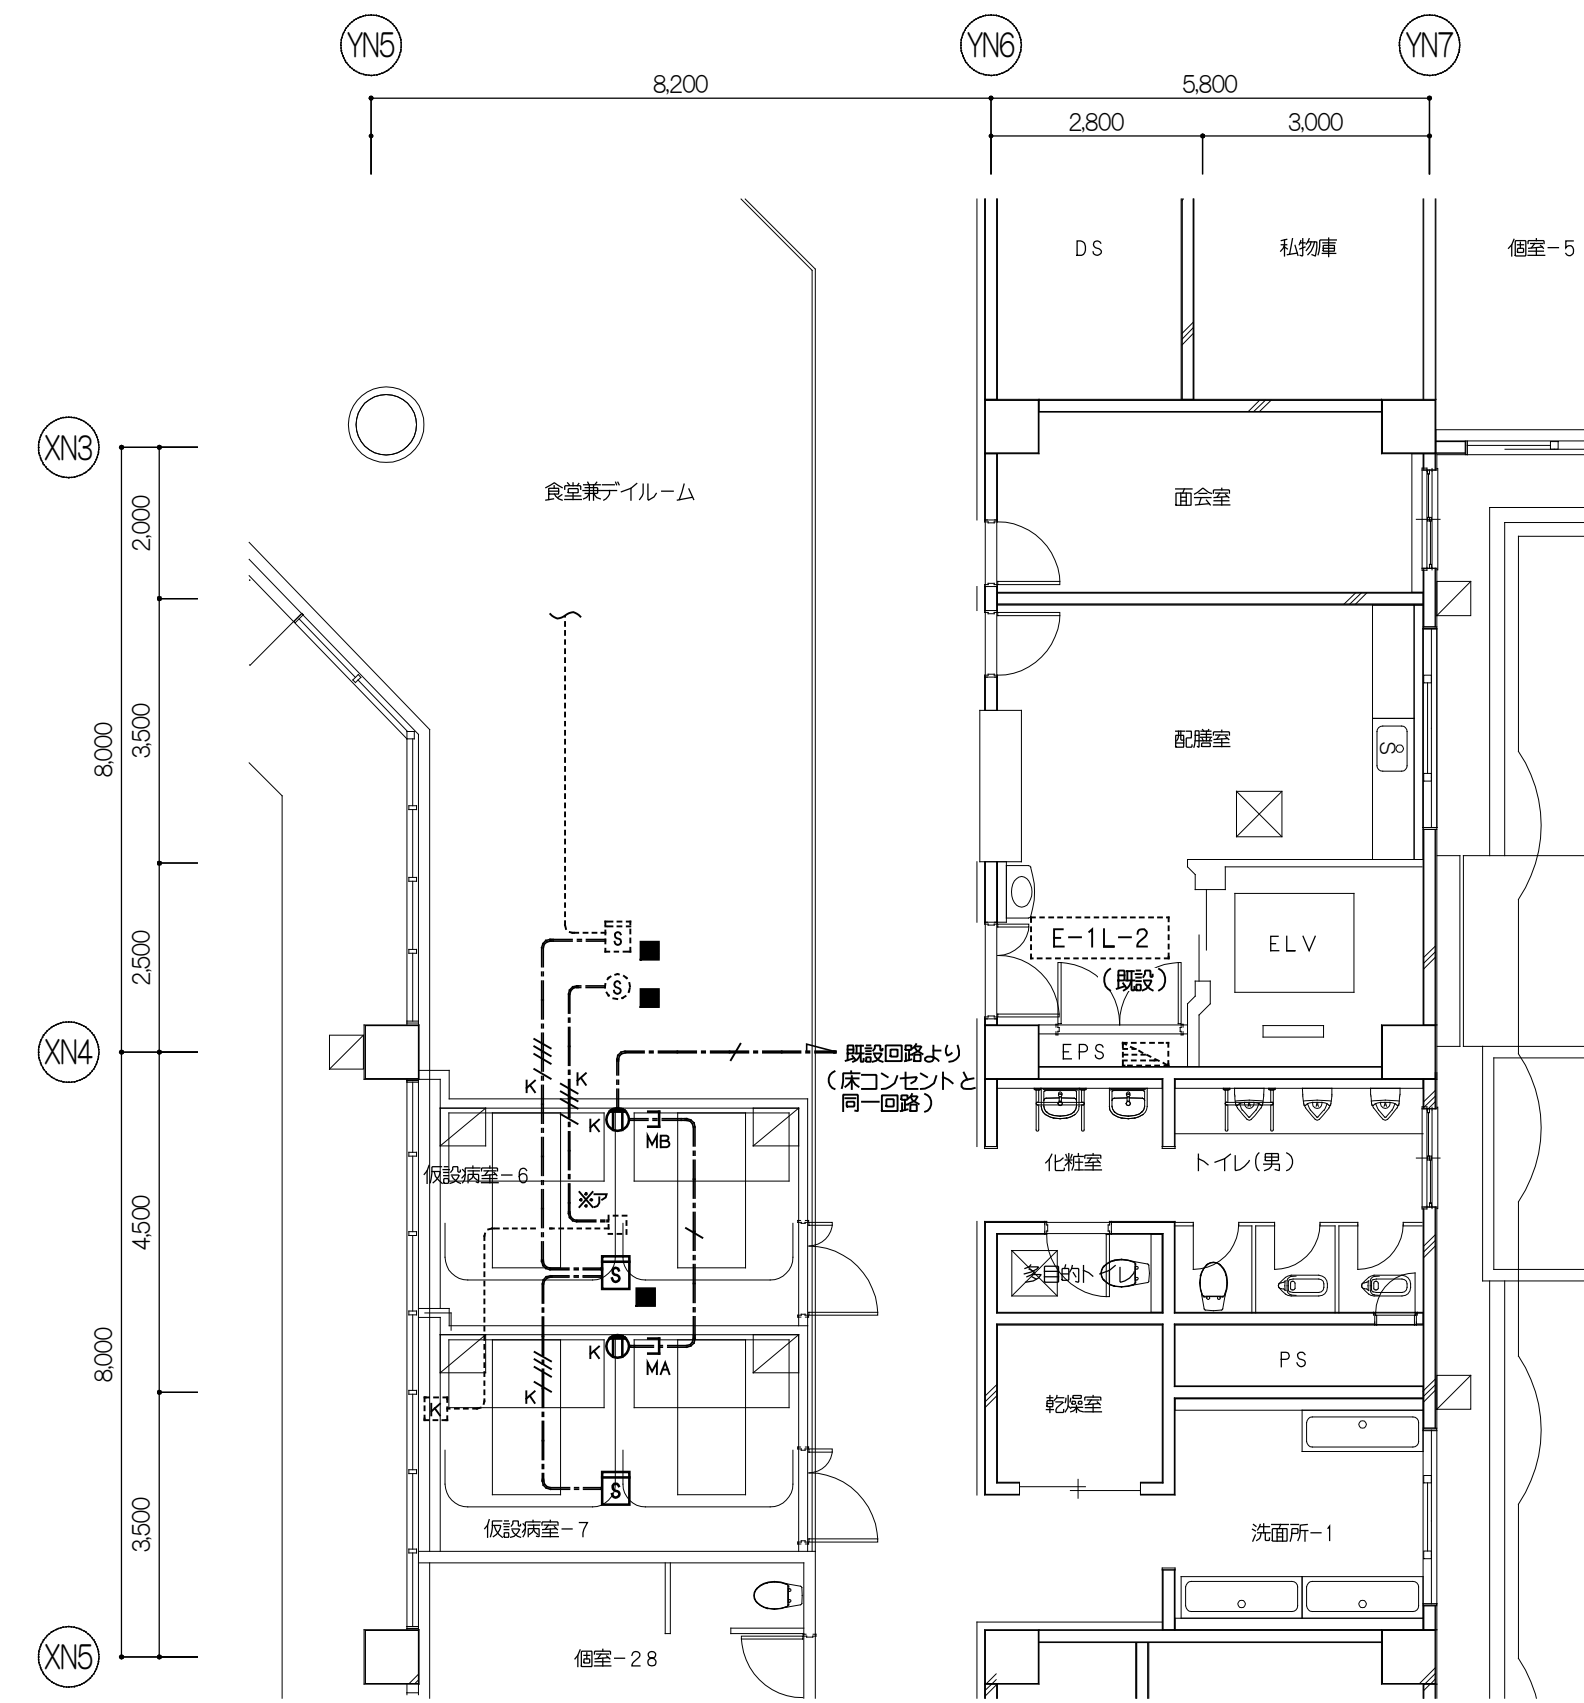 YN5
YN6
YN7
8,200
5,800
2,800
3,000
DS
私物庫
個室-5
XN3
食堂兼デイルーム
面会室
2,000
3,500
8,000
配膳室
S
2,500
E-1L-2
(既設)
ELV
S
S
XN4
EPS
既設回路より
(床コンセントと
同一回路)
K
K
K
MB
仮設病室-6
化粧室
トイレ(男)
※ア
4,500
S
多目的トイレ
8,000
K
MA
PS
K
K
乾燥室
S
3,500
仮設病室-7
洗面所-1
XN5
個室-28